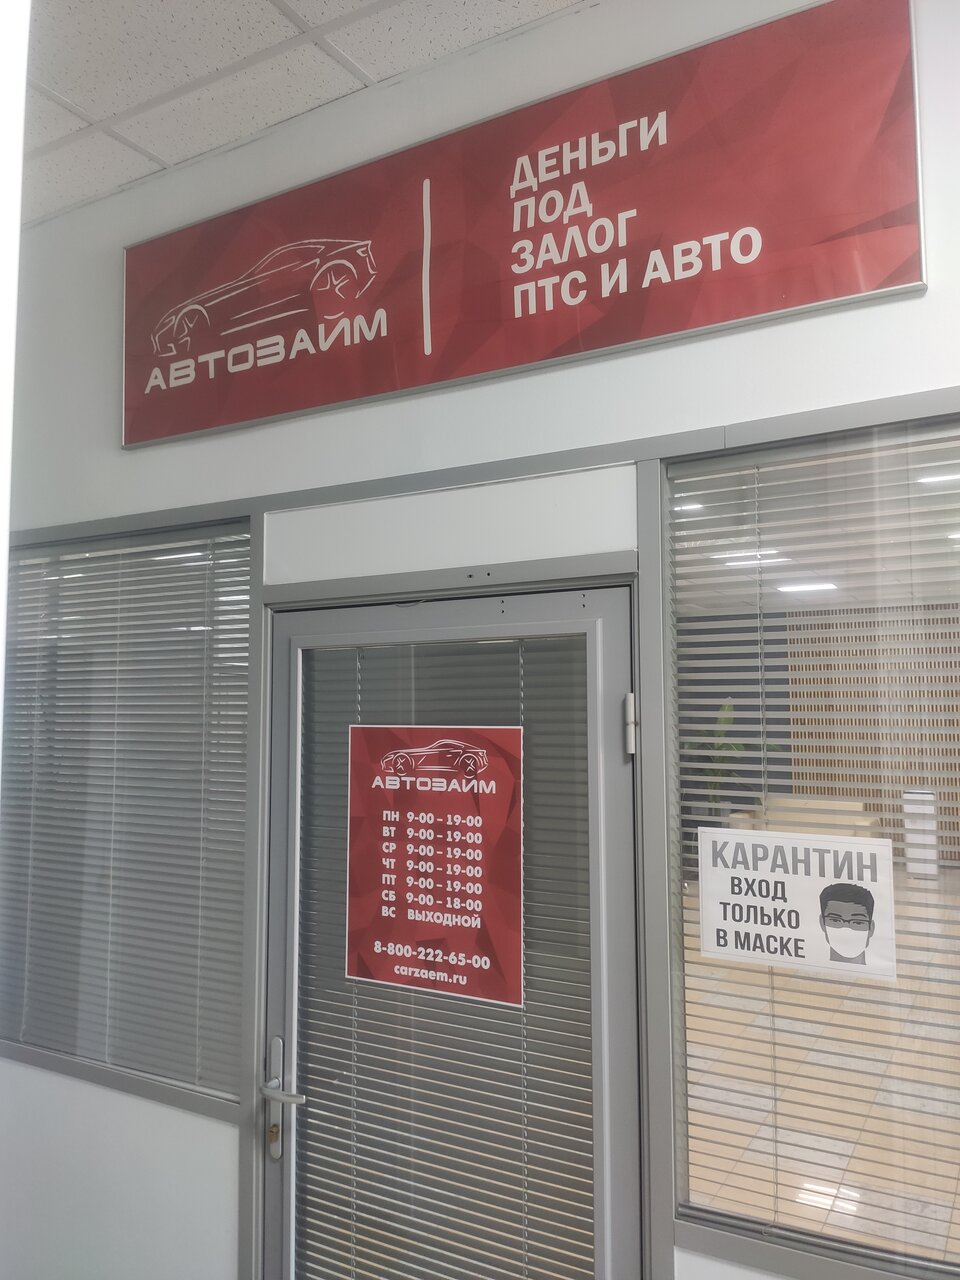 АВТОЗАЙМ
ДЕНЬГИ
ПОД
ЗАЛОГ
ПТС И АВТО
АВТОЗАЙМ
ПН 9-00 – 19-00
ВТ 9-00 – 19-00
СР 9-00 – 19-00
ЧТ 9-00 – 19-00
ПТ 9-00 – 19-00
СБ 9-00 – 18-00
ВС ВЫХОДНОЙ
8-800-222-65-00
carzaem.ru
КАРАНТИН
ВХОД
ТОЛЬКО
В МАСКЕ